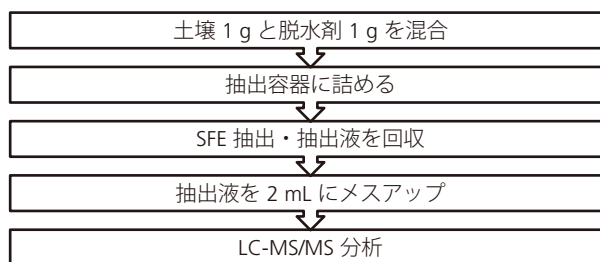 土壌 1 g と脱水剤 1 g を混合
抽出容器に詰める
SFE 抽出・抽出液を回収
抽出液を 2 mL にメスアップ
LC-MS/MS 分析